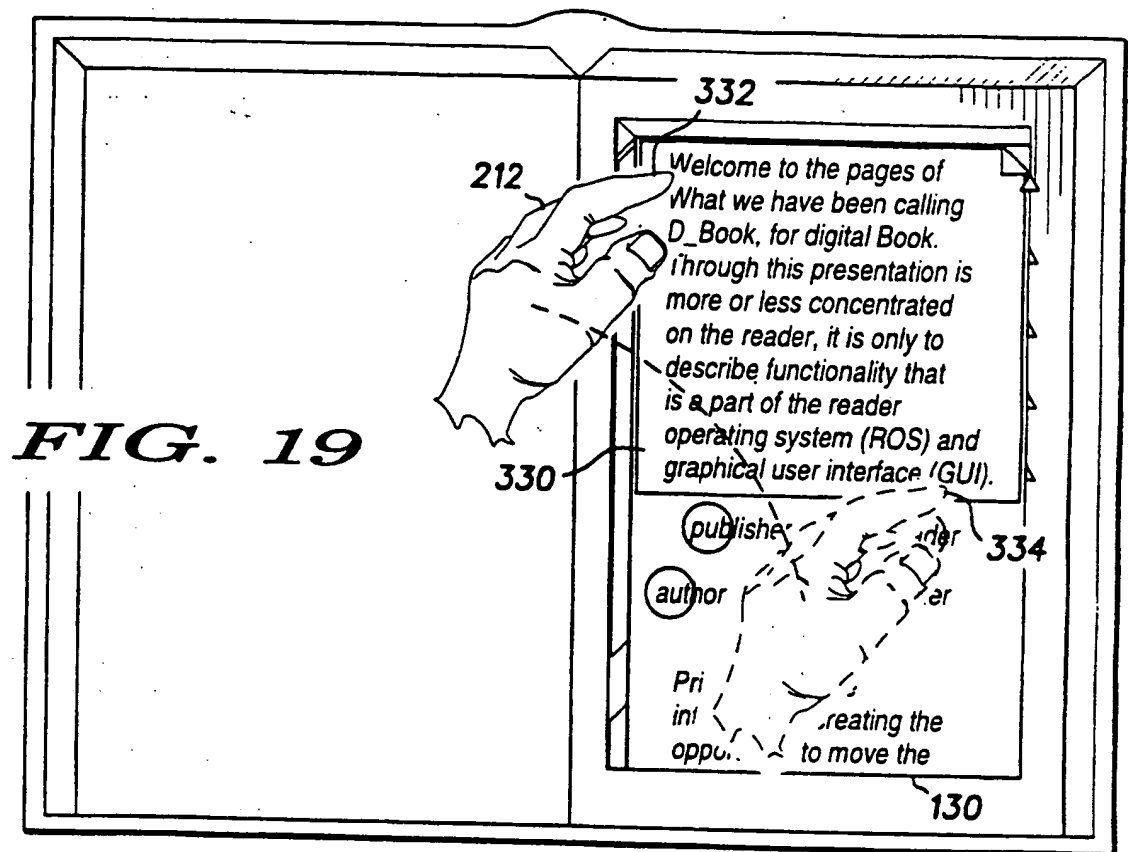 332
212
Welcome to the pages of
What we have been calling
D_Book, for digital Book.
Through this presentation is
more or less concentrated
on the reader, it is only to
describe functionality that
is a part of the reader
operating system (ROS) and
graphical user interface (GUI).
FIG. 19
330
334
publisher
author
to move the
130